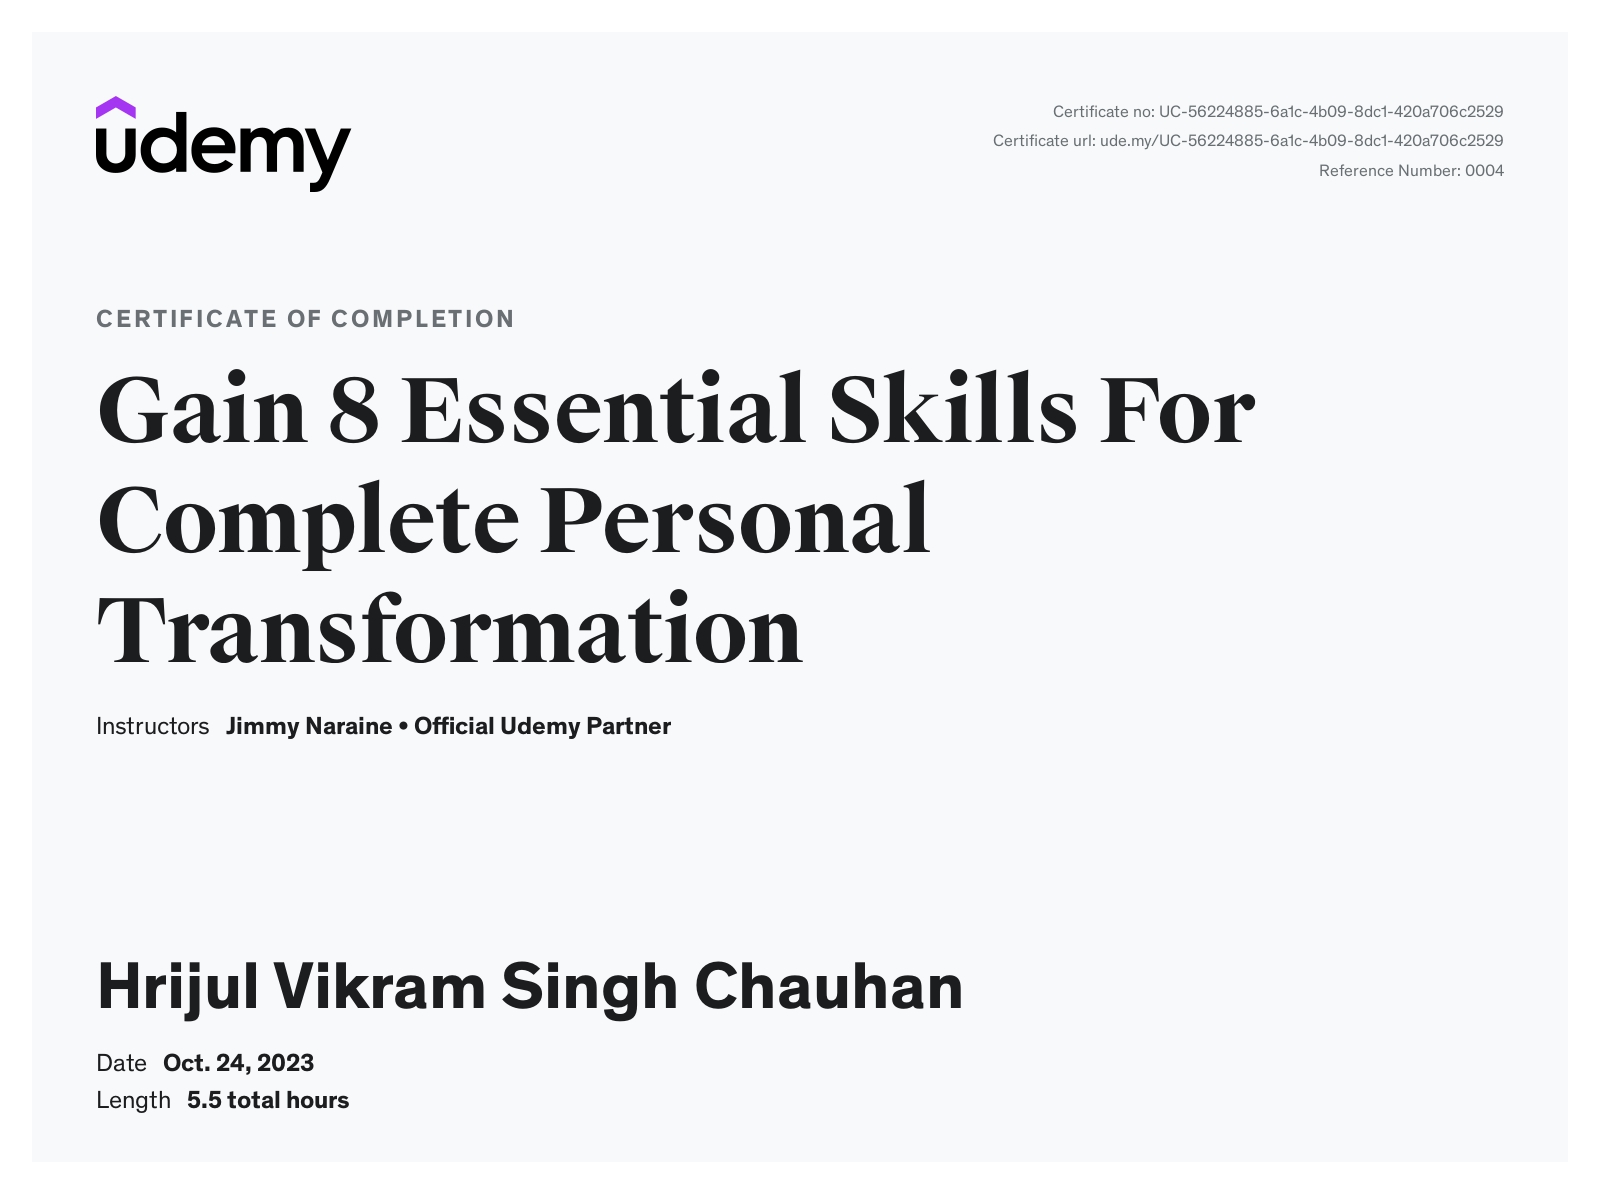 udemy
Certificate no: UC-56224885-6a1c-4b09-8dc1-420a706c2529
Certificate url: ude.my/UC-56224885-6a1c-4b09-8dc1-420a706c2529
Reference Number: 0004
CERTIFICATE OF COMPLETION
Gain 8 Essential Skills For
Complete Personal
Transformation
Instructors Jimmy Naraine • Official Udemy Partner
Hrijul Vikram Singh Chauhan
Date Oct. 24, 2023
Length 5.5 total hours